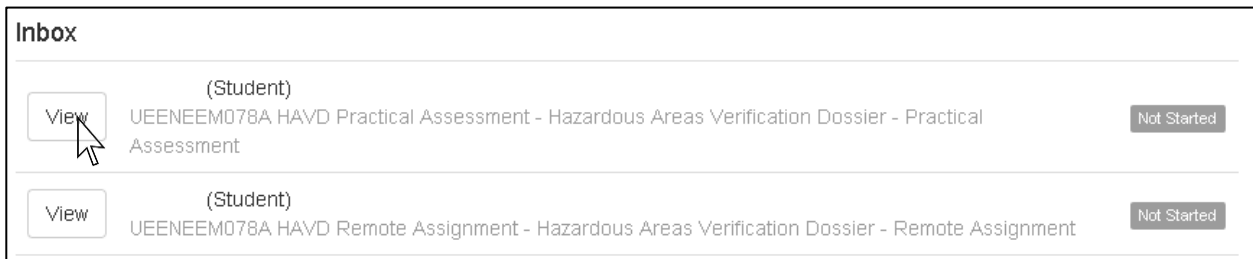 Inbox
(Student)
View
UEENEEM078A HAVD Practical Assessment - Hazardous Areas Verification Dossier - Practical
Assessment
Not Started
(Student)
View
UEENEEM078A HAVD Remote Assignment - Hazardous Areas Verification Dossier - Remote Assignment
Not Started